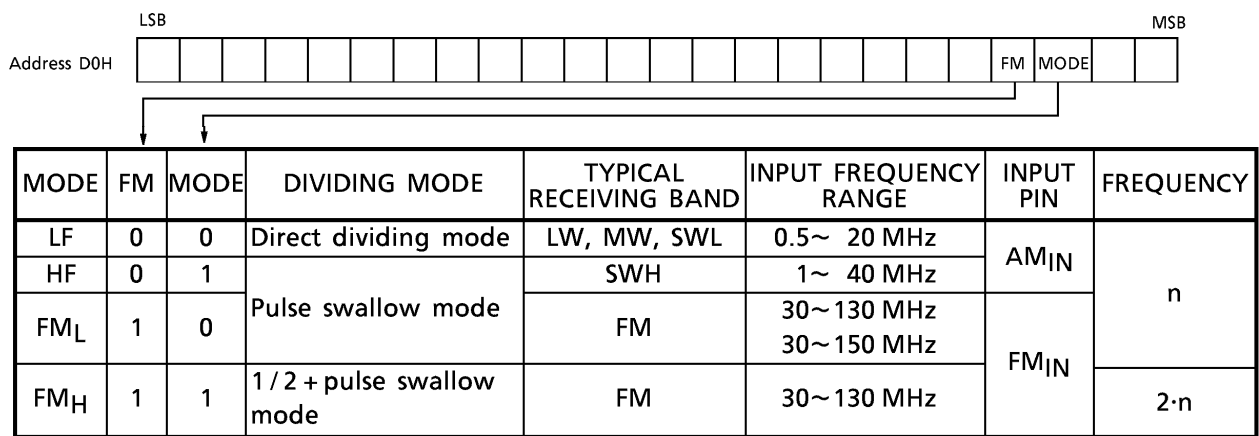 LSB MSB
Address D0H FM MODE
MODE FM MODE DIVIDING MODE TYPICAL RECEIVING BAND INPUT FREQUENCY RANGE INPUT PIN FREQUENCY
LF 0 0 Direct dividing mode LW, MW, SWL 0.5~ 20 MHz AMIN n
HF 0 1 Pulse swallow mode SWH 1~ 40 MHz
FML 1 0 FM 30~130 MHz
30~150 MHz
FMIN
FMH 1 1 1/2+pulse swallow mode FM 30~130 MHz 2·n